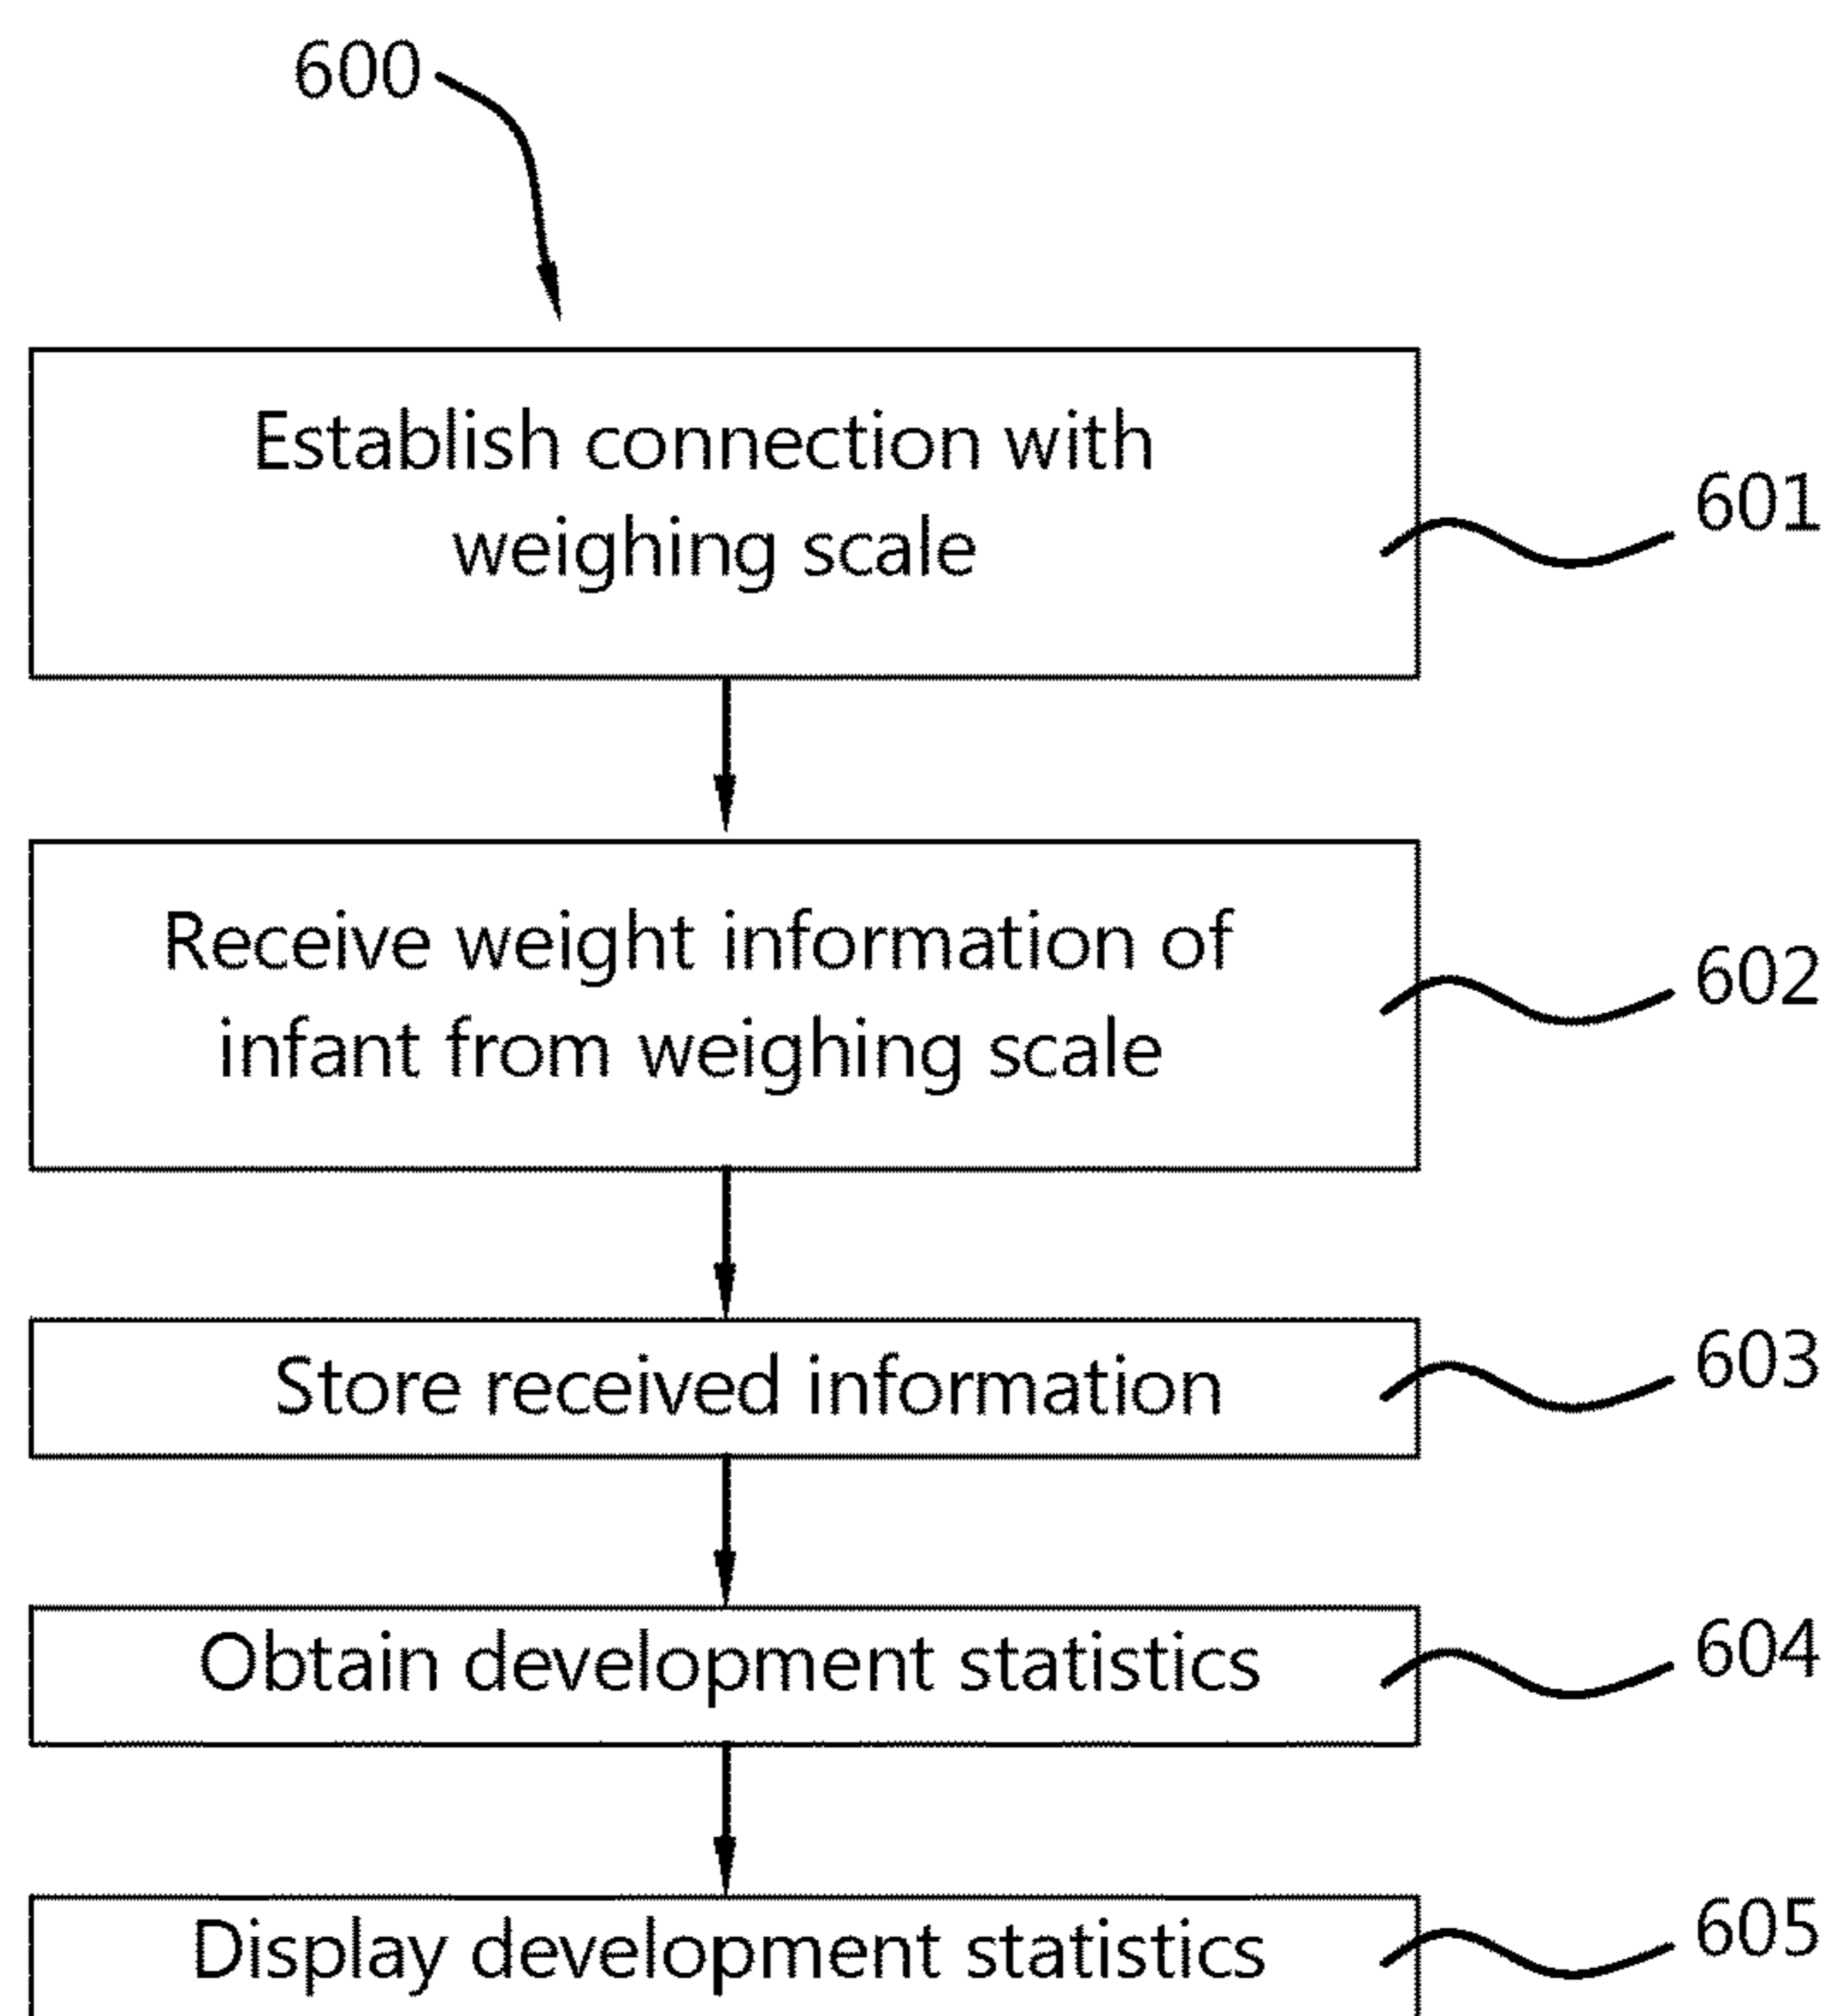 600
Establish connection with
weighing scale
601
Receive weight information of
infant from weighing scale
602
Store received information
603
Obtain development statistics
604
Display development statistics
605